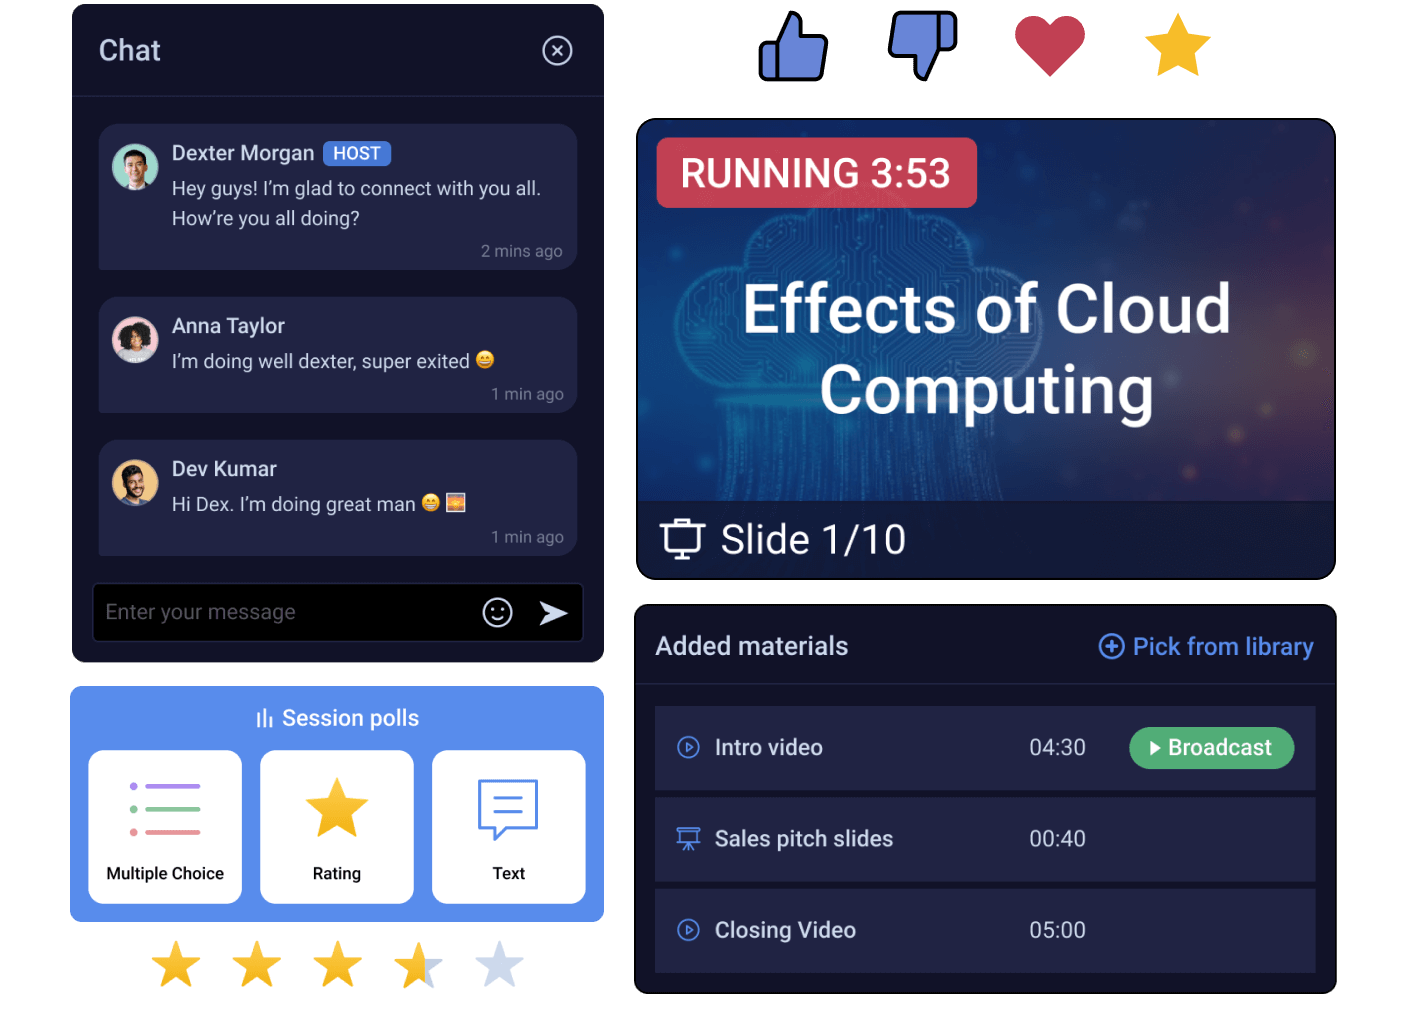 Chat
Dexter Morgan HOST
Hey guys! I’m glad to connect with you all.
How’re you all doing?
2 mins ago
Anna Taylor
I’m doing well dexter, super exited 😄
1 min ago
Dev Kumar
Hi Dex. I’m doing great man 😁 🌅
1 min ago
Enter your message
Session polls
Multiple Choice
Rating
Text
RUNNING 3:53
Effects of Cloud
Computing
Slide 1/10
Added materials
Pick from library
Intro video 04:30 Broadcast
Sales pitch slides 00:40
Closing Video 05:00